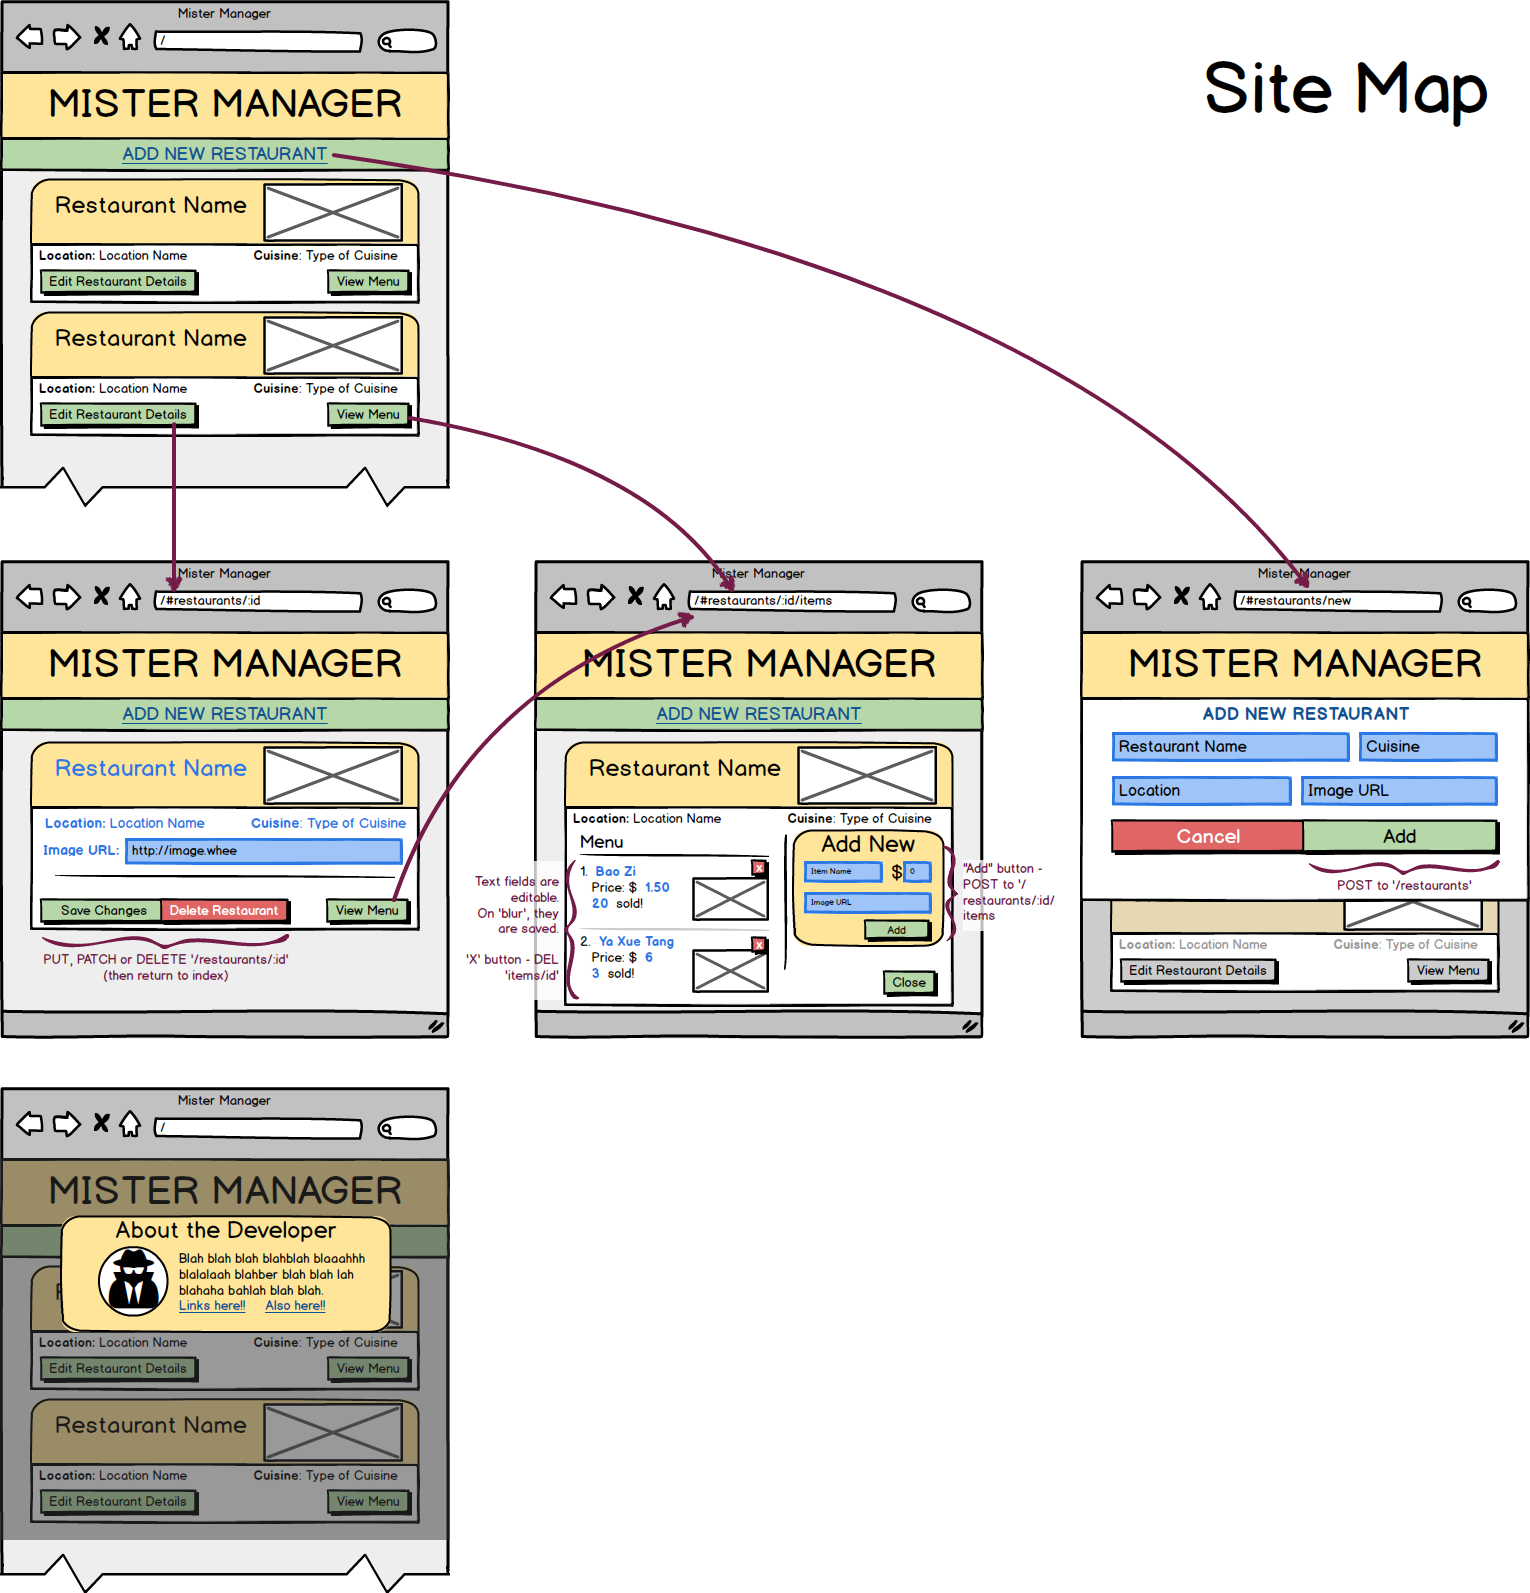 Site Map
Mister Manager
/
MISTER MANAGER
ADD NEW RESTAURANT
Restaurant Name
Location: Location Name
Cuisine: Type of Cuisine
Edit Restaurant Details
View Menu
Restaurant Name
Location: Location Name
Cuisine: Type of Cuisine
Edit Restaurant Details
View Menu
Mister Manager
/#restaurants/:id
MISTER MANAGER
ADD NEW RESTAURANT
Restaurant Name
Location: Location Name
Cuisine: Type of Cuisine
Image URL:
http://image.whee
Save Changes
Delete Restaurant
View Menu
PUT, PATCH or DELETE '/restaurants/:id'
(then return to index)
Mister Manager
/#restaurants/:id/items
MISTER MANAGER
ADD NEW RESTAURANT
Restaurant Name
Location: Location Name
Cuisine: Type of Cuisine
Menu
1. Bao Zi
Price: $ 1.50
20 sold!
X
2. Ya Xue Tang
Price: $ 6
3 sold!
X
Add New
Item Name
$
0
Image URL
Add
Close
Text fields are
editable.
On 'blur', they
are saved.
'X' button - DEL
'items/id'
"Add" button -
POST to '/
restaurants/:id/
items
Mister Manager
/#restaurants/new
MISTER MANAGER
ADD NEW RESTAURANT
Restaurant Name
Cuisine
Location
Image URL
Cancel
Add
POST to '/restaurants'
Location: Location Name
Cuisine: Type of Cuisine
Edit Restaurant Details
View Menu
Mister Manager
/
MISTER MANAGER
About the Developer
Blah blah blah blahblah blaaahhh
blalalaah blahber blah blah lah
blahaha bahlah blah blah.
Links here!!
Also here!!
Location: Location Name
Cuisine: Type of Cuisine
Edit Restaurant Details
View Menu
Restaurant Name
Location: Location Name
Cuisine: Type of Cuisine
Edit Restaurant Details
View Menu